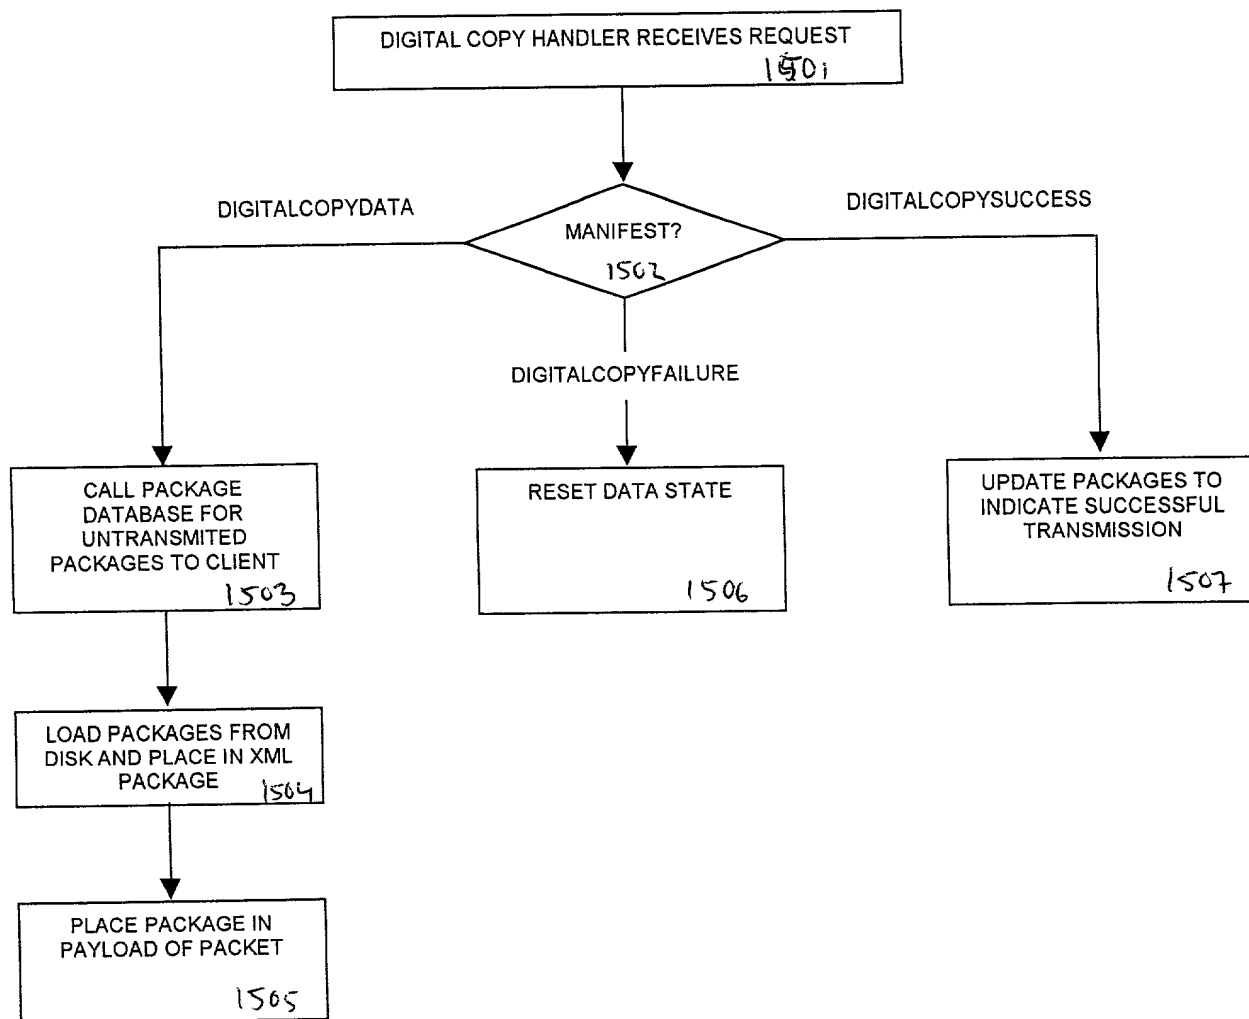 DIGITAL COPY HANDLER RECEIVES REQUEST
1501
DIGITALCOPYDATA
DIGITALCOPYSUCCESS
MANIFEST?
1502
DIGITALCOPYFAILURE
CALL PACKAGE
DATABASE FOR
UNTRANSMITED
PACKAGES TO CLIENT
1503
RESET DATA STATE
1506
UPDATE PACKAGES TO
INDICATE SUCCESSFUL
TRANSMISSION
1507
LOAD PACKAGES FROM
DISK AND PLACE IN XML
PACKAGE
1504
PLACE PACKAGE IN
PAYLOAD OF PACKET
1505